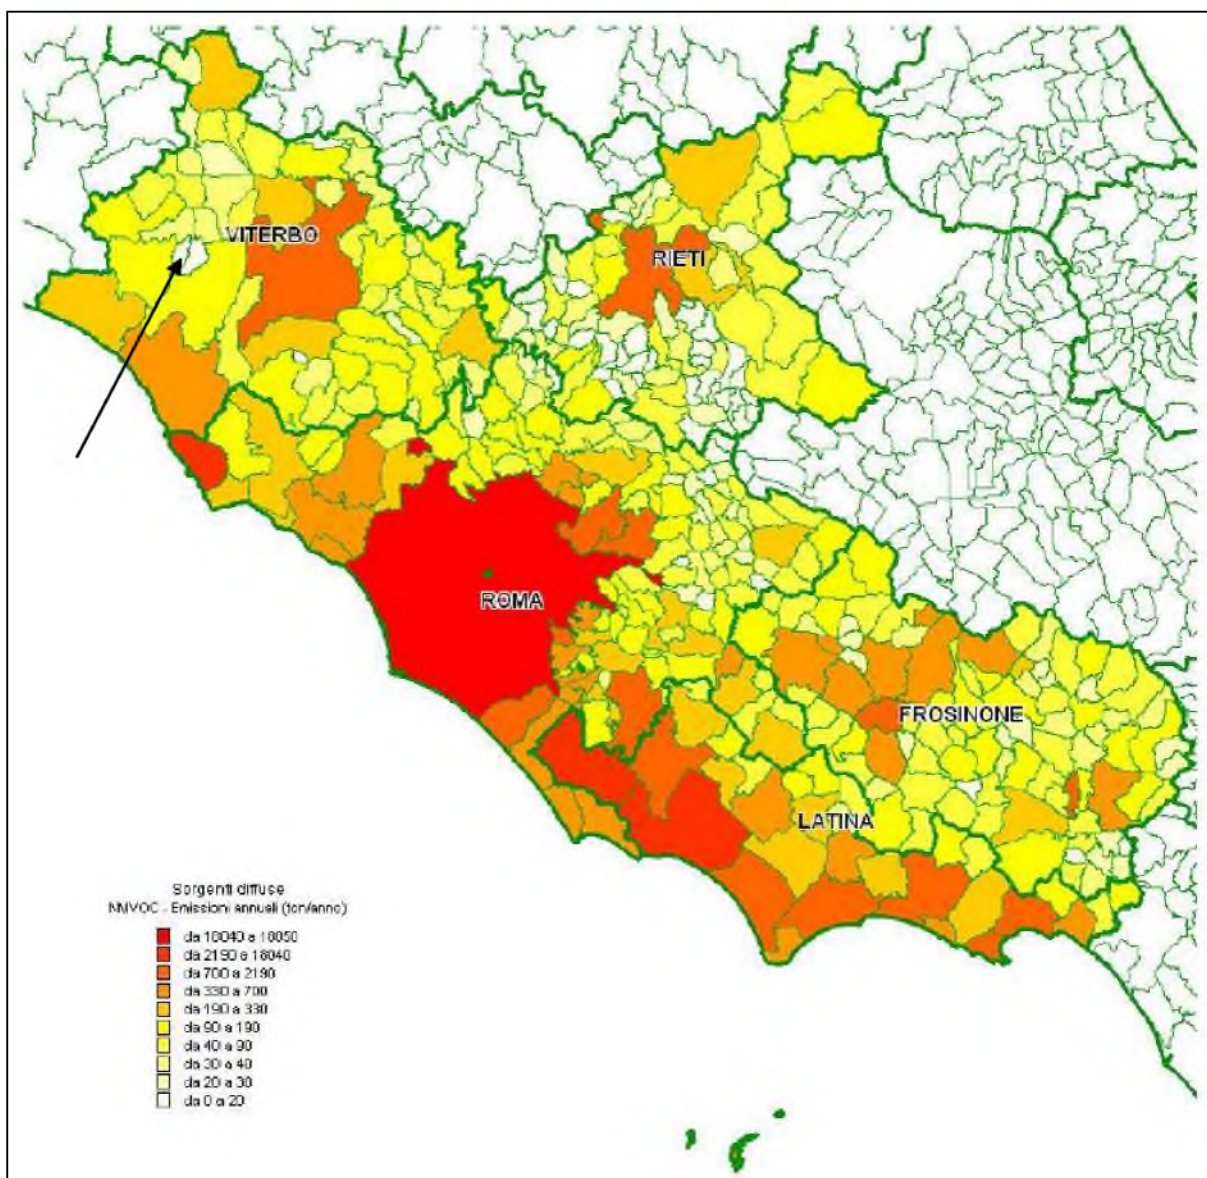 VITERBO
RIETI
ROMA
FROSINONE
LATINA
Sorgenti diffuse
NMVOC - Emissioni annuali (ton/anno)
da 18040 a 18050
da 2190 a 18040
da 700 a 2190
da 330 a 700
da 190 a 330
da 90 a 190
da 40 a 90
da 30 a 40
da 20 a 30
da 0 a 20